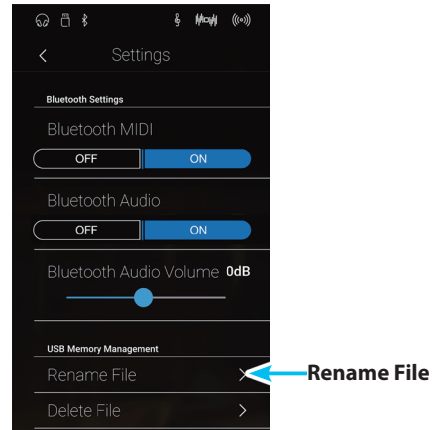 Settings
Bluetooth Settings
Bluetooth MIDI
OFF ON
Bluetooth Audio
OFF ON
Bluetooth Audio Volume 0dB
USB Memory Management
Rename File
Rename File
Delete File